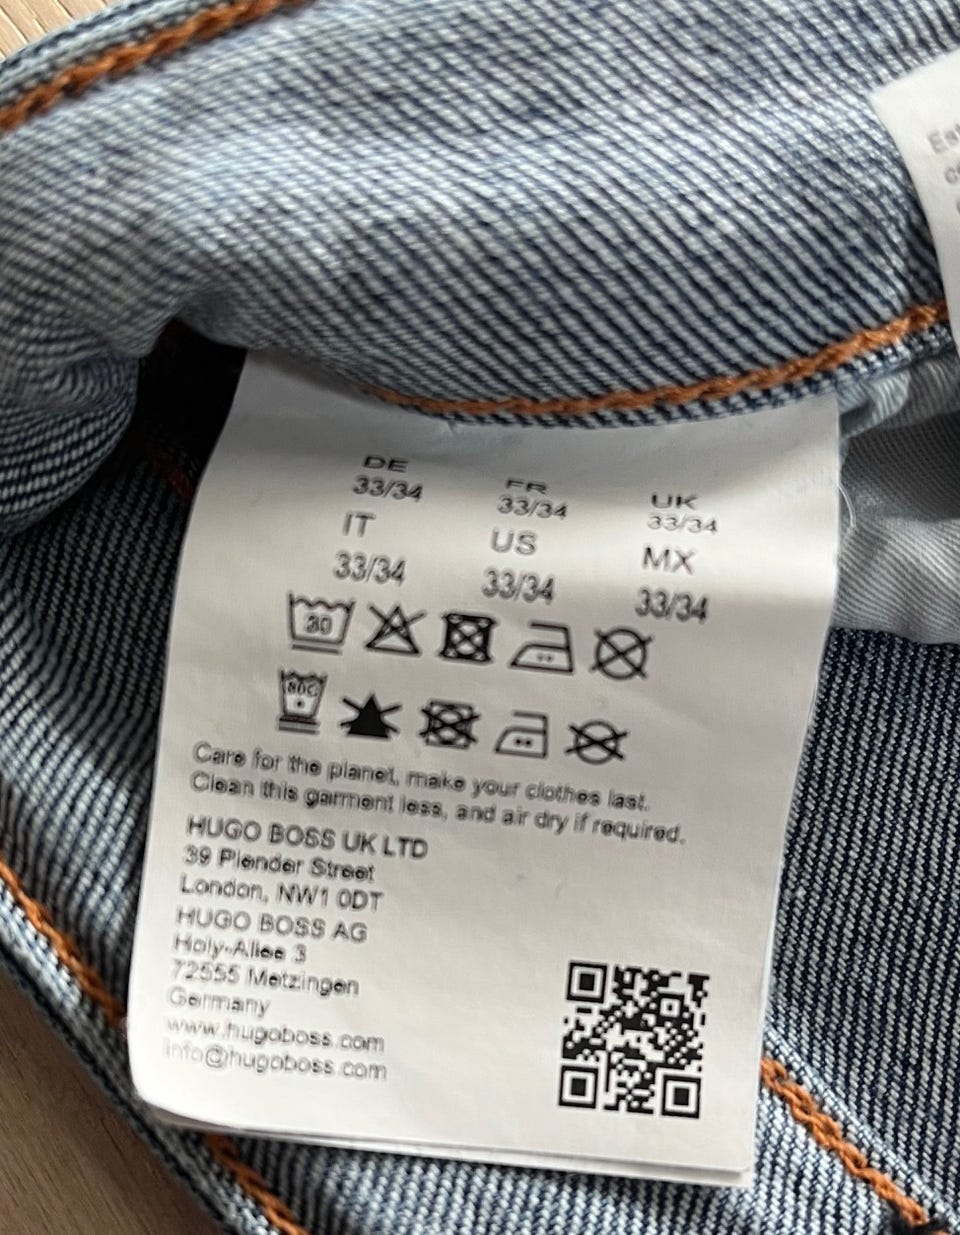 DE FR UK
33/34 33/34 33/34
IT US MX
33/34 33/34 33/34
30
30C
Care for the planet, make your clothes last.
Clean this garment less, and air dry if required.
HUGO BOSS UK LTD
39 Plender Street
London, NW1 0DT
HUGO BOSS AG
Holy-Allee 3
72555 Metzingen
Germany
www.hugoboss.com
info@hugoboss.com